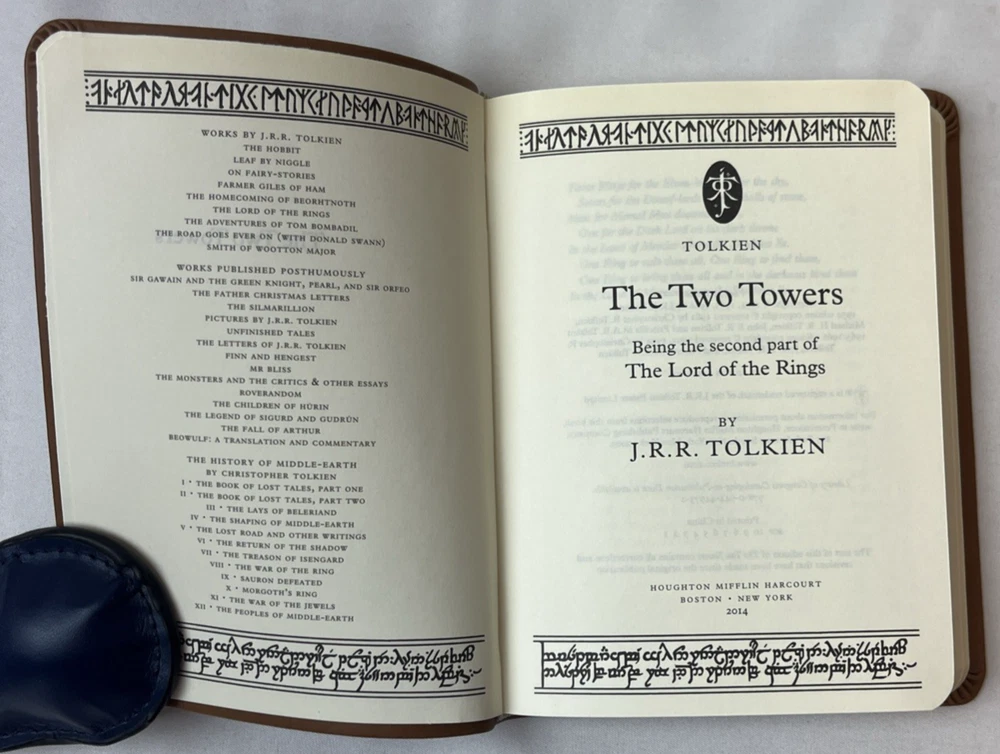 WORKS BY J.R.R. TOLKIEN
THE HOBBIT
LEAF BY NIGGLE
ON FAIRY-STORIES
FARMER GILES OF HAM
THE HOMECOMING OF BEORHTNOTH
THE LORD OF THE RINGS
THE ADVENTURES OF TOM BOMBADIL
THE ROAD GOES EVER ON (WITH DONALD SWANN)
SMITH OF WOOTTON MAJOR
WORKS PUBLISHED POSTHUMOUSLY
SIR GAWAIN AND THE GREEN KNIGHT, PEARL, AND SIR ORFEO
THE FATHER CHRISTMAS LETTERS
THE SILMARILLION
PICTURES BY J.R.R. TOLKIEN
UNFINISHED TALES
THE LETTERS OF J.R.R. TOLKIEN
FINN AND HENGEST
MR BLISS
THE MONSTERS AND THE CRITICS & OTHER ESSAYS
ROVERANDOM
THE CHILDREN OF HÚRIN
THE LEGEND OF SIGURD AND GUDRÚN
THE FALL OF ARTHUR
BEOWULF: A TRANSLATION AND COMMENTARY
THE HISTORY OF MIDDLE-EARTH
BY CHRISTOPHER TOLKIEN
I · THE BOOK OF LOST TALES, PART ONE
II · THE BOOK OF LOST TALES, PART TWO
III · THE LAYS OF BELERIAND
IV · THE SHAPING OF MIDDLE-EARTH
V · THE LOST ROAD AND OTHER WRITINGS
VI · THE RETURN OF THE SHADOW
VII · THE TREASON OF ISENGARD
VIII · THE WAR OF THE RING
IX · SAURON DEFEATED
X · MORGOTH'S RING
XI · THE WAR OF THE JEWELS
XII · THE PEOPLES OF MIDDLE-EARTH
TOLKIEN
The Two Towers
Being the second part of
The Lord of the Rings
BY
J.R.R. TOLKIEN
HOUGHTON MIFFLIN HARCOURT
BOSTON · NEW YORK
2014